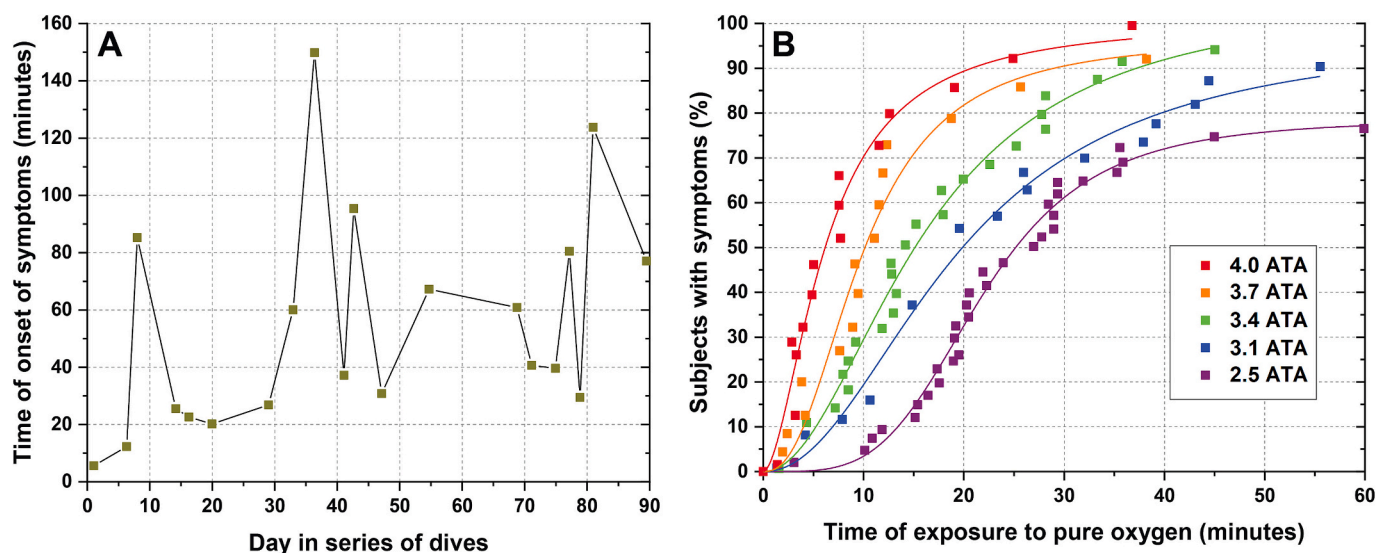 A
Time of onset of symptoms (minutes)
160
140
120
100
80
60
40
20
0
0 10 20 30 40 50 60 70 80 90
Day in series of dives
B
Subjects with symptoms (%)
100
90
80
70
60
50
40
30
20
10
0
4.0 ATA
3.7 ATA
3.4 ATA
3.1 ATA
2.5 ATA
0 10 20 30 40 50 60
Time of exposure to pure oxygen (minutes)